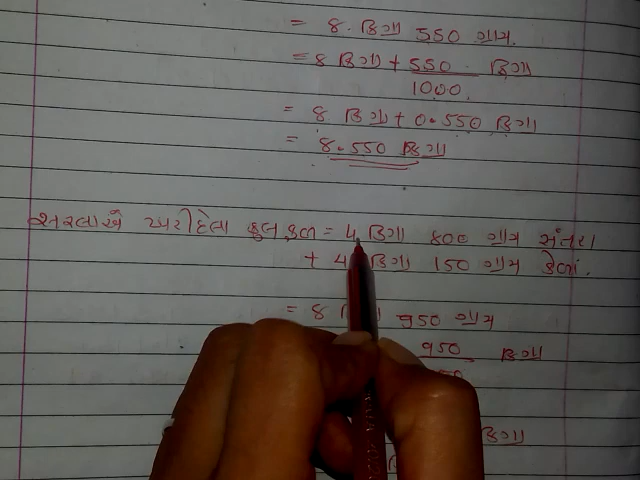 = 8. કિગ્રા 550 ગ્રામ.
= 8 કિગ્રા + 550 કિગ્રા
1000.
= 8 કિગ્રા + 0.550 કિગ્રા
= 8.550 કિગ્રા
સરલાએ ખરીદેલા કુલ ફળ = 4 કિગ્રા 800 ગ્રામ સંતરા
+ 4 કિગ્રા 150 ગ્રામ કેળાં.
= 8 950 ગ્રામ
950 કિગ્રા
કિગ્રા